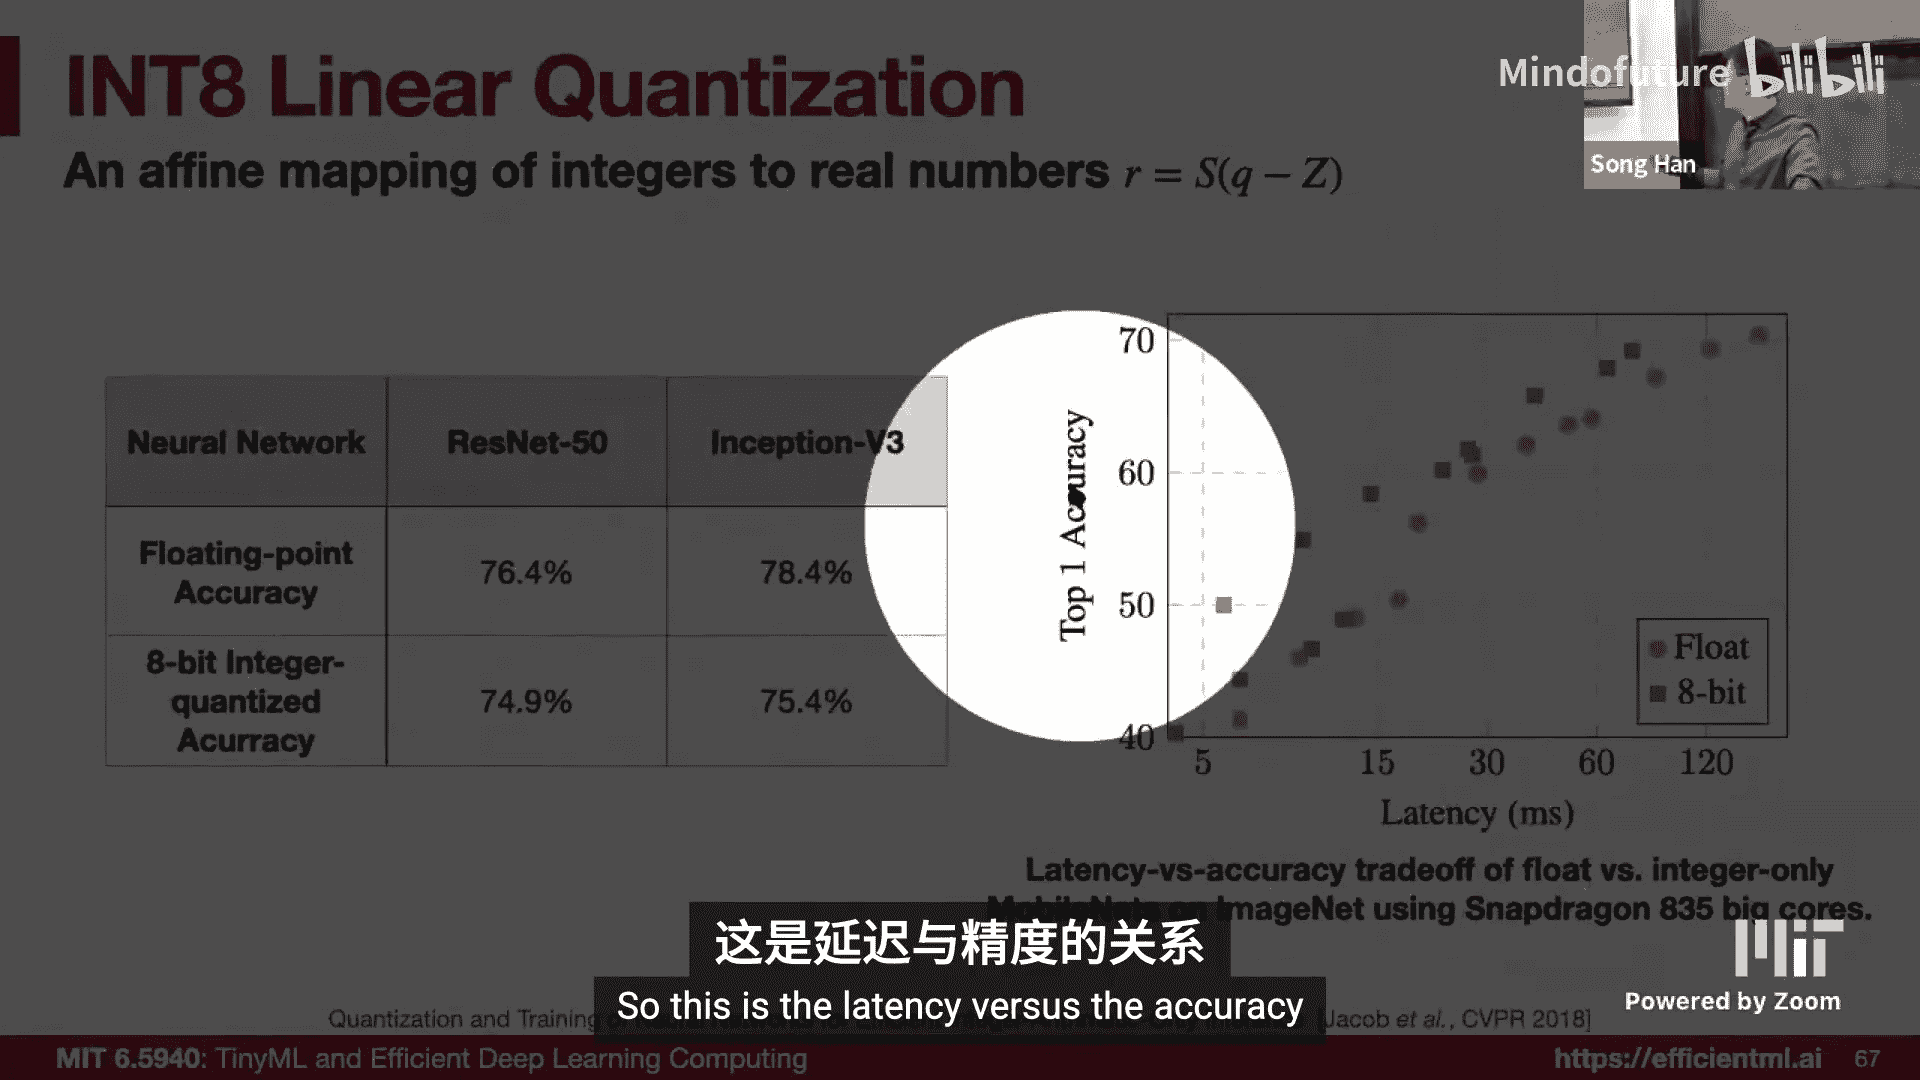 INT8 Linear Quantization
An affine mapping of integers to real numbers r = S(q − Z)
Mindofuture bilibili
Song Han
Neural Network ResNet-50 Inception-V3
Floating-point
Accuracy
76.4% 78.4%
8-bit Integer-
quantized
Acurracy
74.9% 75.4%
Top 1 Accuracy
70
60
50
40
5 15 30 60 120
Latency (ms)
Float
8-bit
Latency-vs-accuracy tradeoff of float vs. integer-only
ImageNet using Snapdragon 835 big cores.
这是延迟与精度的关系
So this is the latency versus the accuracy
MIT
Powered by Zoom
Quantization and Training
Jacob et al., CVPR 2018]
MIT 6.5940: TinyML and Efficient Deep Learning Computing
https://efficientml.ai 67